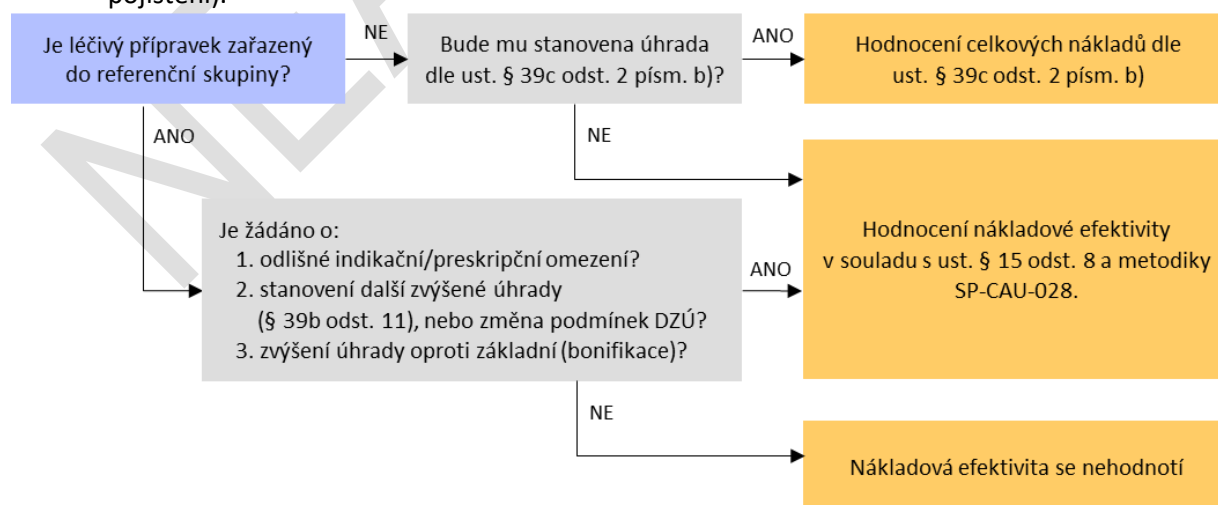 pojištění).
Je léčivý přípravek zařazený
do referenční skupiny?
NE
Bude mu stanovena úhrada
dle ust. § 39c odst. 2 písm. b)?
ANO
Hodnocení celkových nákladů dle
ust. § 39c odst. 2 písm. b)
ANO
NE
Je žádáno o:
1. odlišné indikační/preskripční omezení?
2. stanovení další zvýšené úhrady
(§ 39b odst. 11), nebo změna podmínek DZÚ?
3. zvýšení úhrady oproti základní (bonifikace)?
ANO
Hodnocení nákladové efektivity
v souladu s ust. § 15 odst. 8 a metodiky
SP-CAU-028.
NE
Nákladová efektivita se nehodnotí